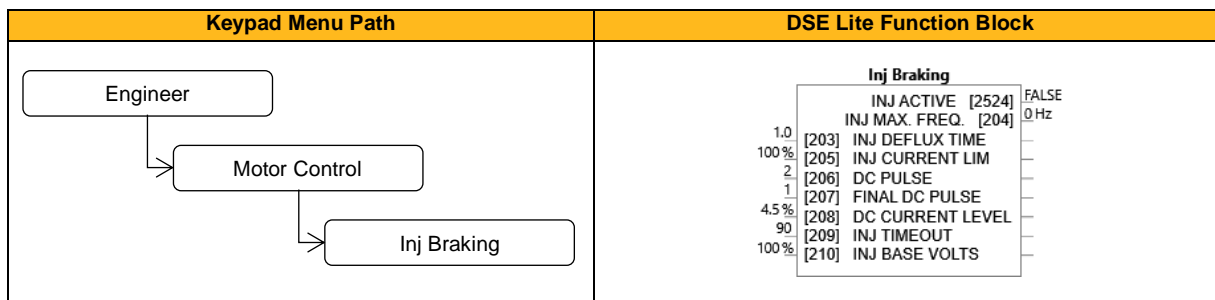 Keypad Menu Path
DSE Lite Function Block
Engineer
Motor Control
Inj Braking
Inj Braking
INJ ACTIVE [2524] FALSE
INJ MAX. FREQ. [204] 0 Hz
1.0 [203] INJ DEFLUX TIME
100 % [205] INJ CURRENT LIM
2 [206] DC PULSE
1 [207] FINAL DC PULSE
4.5 % [208] DC CURRENT LEVEL
90 [209] INJ TIMEOUT
100 % [210] INJ BASE VOLTS